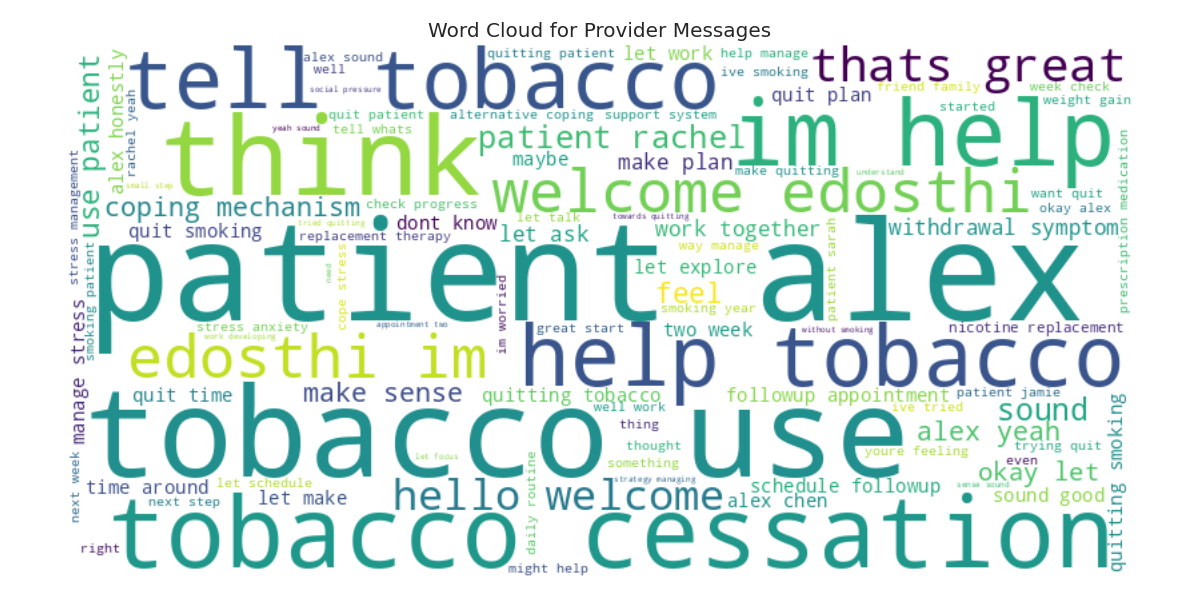 Word Cloud for Provider Messages
tell tobacco
alex sound
well
social pressure
quitting patient
let work
help manage
ive smoking
thats great
quit plan
friend family
started
week check
weight gain
use patient
alex honestly
rachel yeah
yeah sound
quit patient
tell whats
alternative coping
support system
think
patient rachel
maybe
make plan
im help
make quitting
understand
want quit
okay alex
prescription medication
small step
welcome edosthi
stress management
coping mechanism
check progress
quit smoking
tried quitting
replacement therapy
dont know
let talk
towards quitting
let ask
work together
way manage
patient sarah
withdrawal symptom
smoking patient
patient alex
need
cope stress
let explore
feel
smoking year
im worried
stress anxiety
work developing
appointment two
great start
two week
without smoking
nicotine replacement
edosthi im
help tobacco
manage stress
quit time
make sense
quitting tobacco
well work
followup appointment
patient jamie
ive tried
sound
tobacco use
thing
alex yeah
trying quit
thought
youre feeling
let focus
something
even
okay let
quitting smoking
next week
time around
let schedule
next step
let make
daily routine
strategy managing
hello welcome
alex chen
schedule followup
sense sound
sound good
right
tobacco cessation
might help